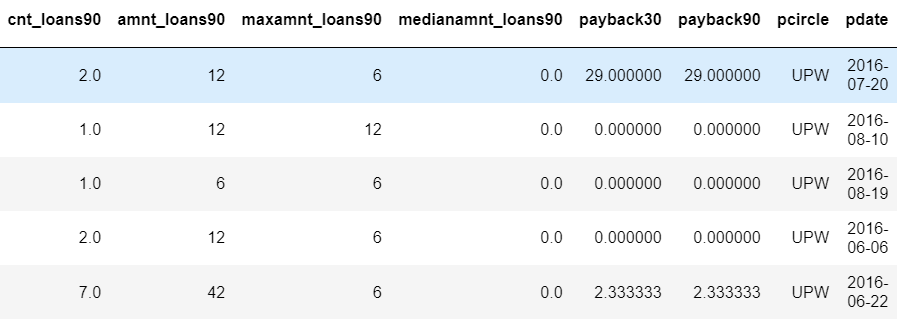 cnt_loans90 amnt_loans90 maxamnt_loans90 medianamnt_loans90 payback30 payback90 pcircle pdate
2.0 12 6 0.0 29.000000 29.000000 UPW 2016-
07-20
1.0 12 12 0.0 0.000000 0.000000 UPW 2016-
08-10
1.0 6 6 0.0 0.000000 0.000000 UPW 2016-
08-19
2.0 12 6 0.0 0.000000 0.000000 UPW 2016-
06-06
7.0 42 6 0.0 2.333333 2.333333 UPW 2016-
06-22